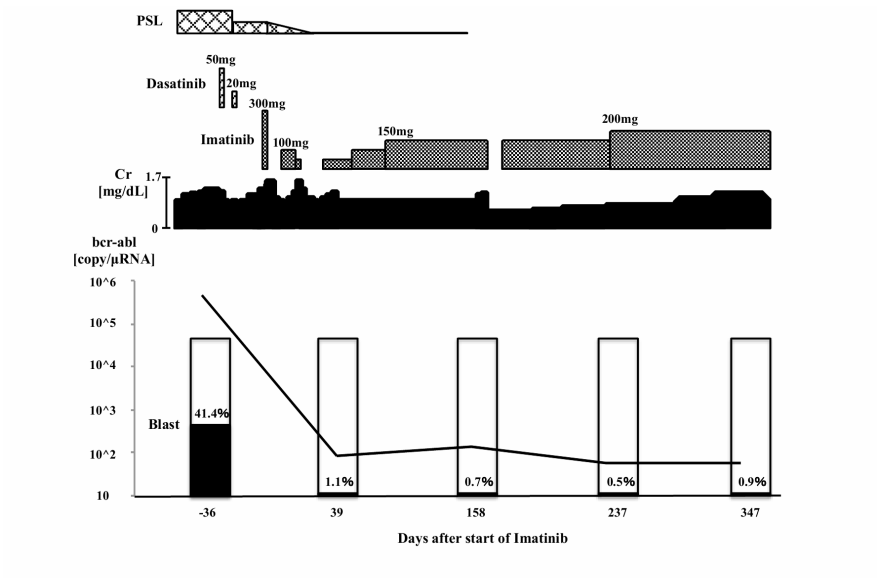 PSL
50mg
Dasatinib
20mg
300mg
Imatinib
100mg
150mg
200mg
Cr
[mg/dL]
1.7
0
bcr-abl
[copy/μRNA]
10^6
10^5
10^4
10^3
10^2
10
Blast
41.4%
1.1%
0.7%
0.5%
0.9%
-36
39
158
237
347
Days after start of Imatinib